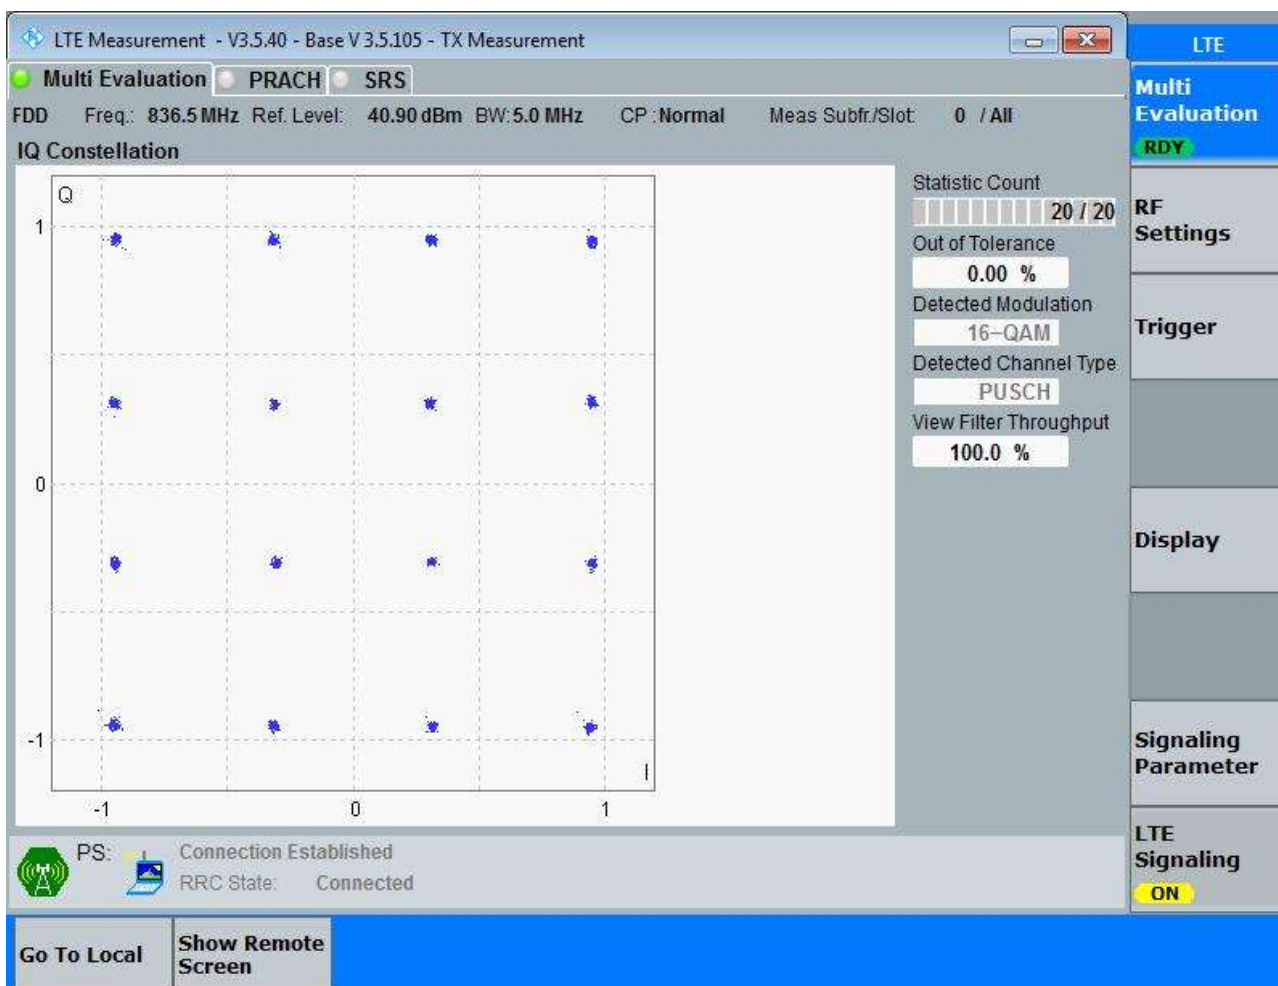 LTE Measurement - V3.5.40 - Base V 3.5.105 - TX Measurement
LTE
Multi Evaluation PRACH SRS
Multi
Evaluation
RDY
FDD Freq.: 836.5 MHz Ref. Level: 40.90 dBm BW: 5.0 MHz CP : Normal Meas Subfr./Slot: 0 / All
IQ Constellation
Q
1
0
-1
I
-1 0 1
Statistic Count
20 / 20
Out of Tolerance
0.00 %
Detected Modulation
16-QAM
Detected Channel Type
PUSCH
View Filter Throughput
100.0 %
RF
Settings
Trigger
Display
Signaling
Parameter
LTE
Signaling
ON
PS: Connection Established
RRC State: Connected
Go To Local
Show Remote
Screen